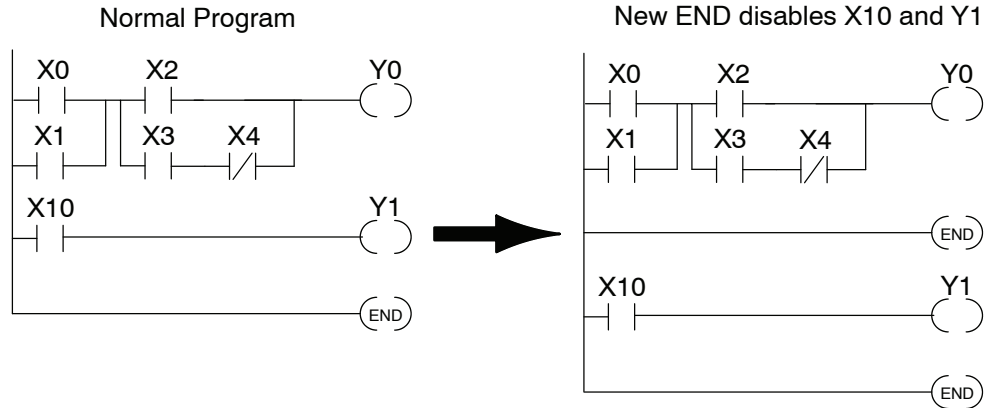 Normal Program
X0 X2 Y0
X1 X3 X4
X10 Y1
END
New END disables X10 and Y1
X0 X2 Y0
X1 X3 X4
END
X10 Y1
END